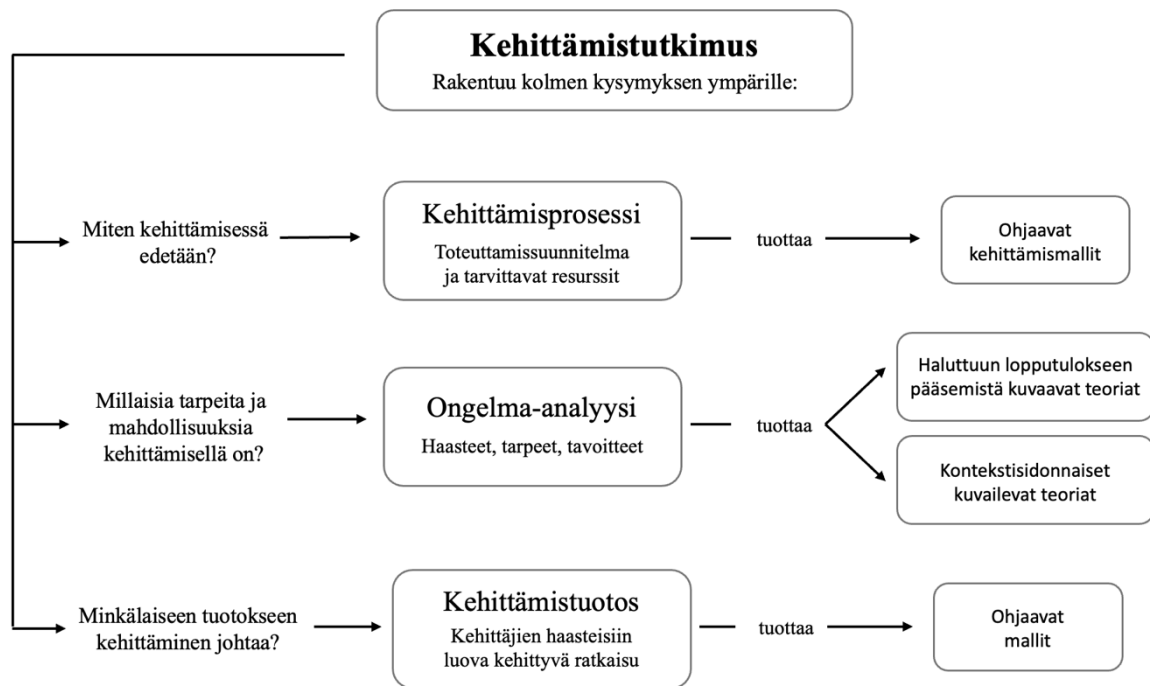 Kehittämistutkimus
Rakentuu kolmen kysymyksen ympärille:
Miten kehittämisessä
edetään?
Kehittämisprosessi
Toteuttamissuunnitelma
ja tarvittavat resurssit
tuottaa
Ohjaavat
kehittämismallit
Millaisia tarpeita ja
mahdollisuuksia
kehittämisellä on?
Ongelma-analyysi
Haasteet, tarpeet, tavoitteet
tuottaa
Haluttuun lopputulokseen
pääsemistä kuvaavat teoriat
Kontekstisidonnaiset
kuvailevat teoriat
Minkälaiseen tuotokseen
kehittäminen johtaa?
Kehittämistuotos
Kehittäjien haasteisiin
luova kehittyvä ratkaisu
tuottaa
Ohjaavat
mallit